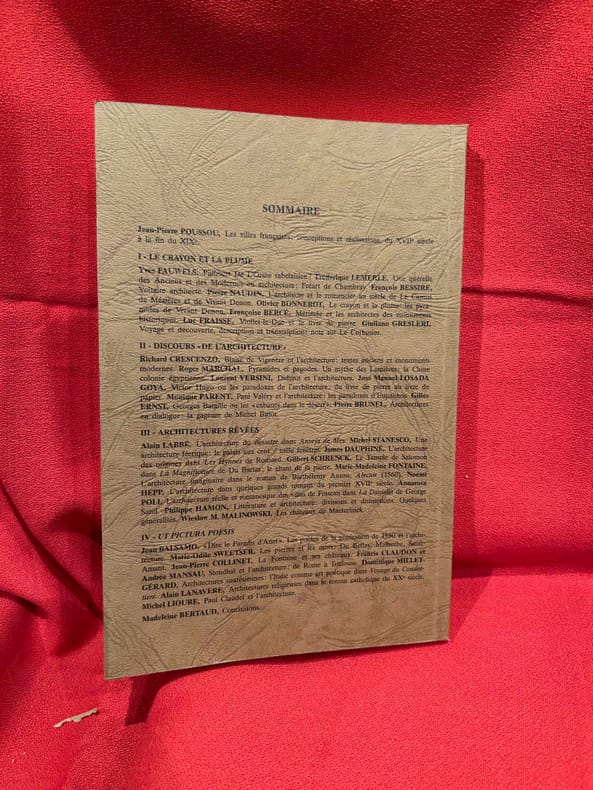 SOMMAIRE
Jean-Pierre POUSSOU, Les villes françaises: conceptions et réalisations, du XVIIe siècle
à la fin du XIXe.
I - LE CRAYON ET LA PLUME
Yves PAUWELS, Philibert De L'Orme rabelaisien? Frédérique LEMERLE, Une querelle
des Anciens et des Modernes en architecture: Fréart de Chambray. François BESSIRE,
Voltaire architecte. Pierre NAUDIN, L'architecte et le romancier au siècle de Le Camus
de Mézières et de Vivant Denon. Olivier BONNEROT, Le crayon et la plume: les
tudes de Vivant Denon. Françoise BERCÉ, Mérimée et les architectes des monuments
historiques. Luc FRAISSE, Viollet-le-Duc et le livre de pierre. Giuliano GRESLERI,
Voyage et découverte, description et transcription: note sur Le Corbusier.
II - DISCOURS «DE L'ARCHITECTURE»
Richard CRESCENZO, Blaise de Vigenère et l'architecture: textes anciens et monuments
modernes. Roger MARCHAL, Pyramides et pagodes. Un mythe des Lumières: la Chine
colonie égyptienne. Laurent VERSINI, Diderot et l'architecture. José Manuel LOSADA
GOYA, Victor Hugo ou les paradoxes de l'architecture: du livre de pierre au livre de
papier. Monique PARENT, Paul Valéry et l'architecture: les paradoxes d'Eupalinos. Gilles
ERNST, Georges Bataille ou les «cabanes dans le désert». Pierre BRUNEL, Architectures
en dialogue: la gageure de Michel Butor.
III - ARCHITECTURES RÊVÉES
Alain LABBÉ, L'architecture du désastre dans Anseÿs de Mes. Michel STANESCO, Une
architecture féerique: le palais aux cent / mille fenêtres. James DAUPHINÉ, L'architecture
des origines dans Les Hymnes de Ronsard. Gilbert SCHRENCK, Le Temple de Salomon
dans La Magnificence de Du Bartas: le chant de la pierre. Marie-Madeleine FONTAINE,
L'architecture imaginaire dans le roman de Barthélemy Aneau, Alector (1560). Noémi
HEPP, L'architecture dans quelques grands romans du premier XVIIe siècle. Annarosa
POLI, L'architecture réelle et romanesque des villes de Frascati dans La Daniella de George
Sand. Philippe HAMON, Littérature et architecture: divisions et distinctions. Quelques
généralités. Wieslaw M. MALINOWSKI, Les châteaux de Maeterlinck.
IV - UT PICTURA POESIS
Jean BALSAMO, «Dire le Paradis d'Anet». Les poètes de la génération de 1550 et l'archi-
tecture. Marie-Odile SWEETSER, Les pierres et les mots: Du Bellay, Malherbe, Saint-
Amant. Jean-Pierre COLLINET, La Fontaine et ses châteaux. Francis CLAUDON et
Andrée MANSAU, Stendhal et l'architecture: de Rome à Toulouse. Dominique MILLET-
GÉRARD, Architectures suarésiennes: l'Italie comme art poétique dans Voyage du Condot-
tiere. Alain LANAVÈRE, Architectures religieuses dans le roman catholique du XXe siècle.
Michel LIOURE, Paul Claudel et l'architecture.
Madeleine BERTAUD, Conclusions.